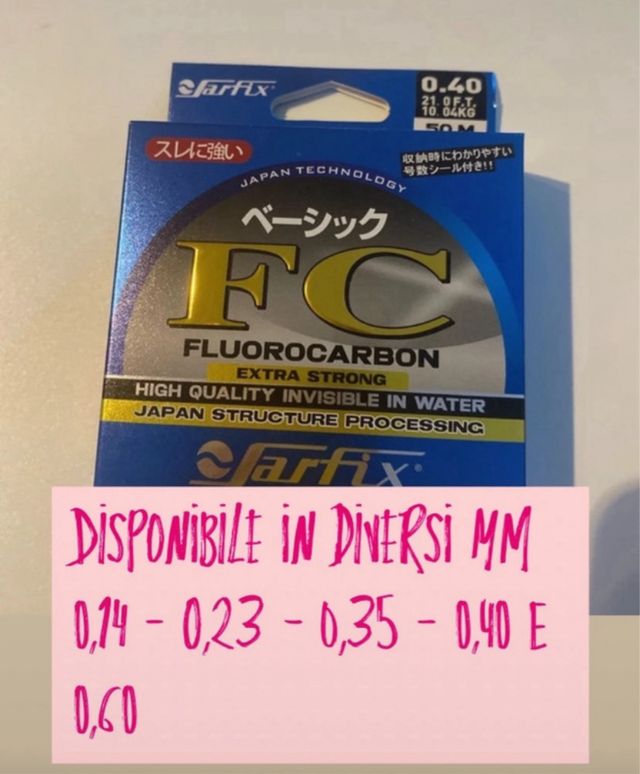 Sarfix
0.40
21.0 F.T.
10.04KG
50 M
スレに強い
収納時にわかりやすい
号数シール付き!!
JAPAN TECHNOLOGY
ベーシック
FC
FLUOROCARBON
EXTRA STRONG
HIGH QUALITY INVISIBLE IN WATER
JAPAN STRUCTURE PROCESSING
Sarfix®
DISPONIBILE IN DIVERSI MM
0,14 - 0,23 - 0,35 - 0,40 E
0,60